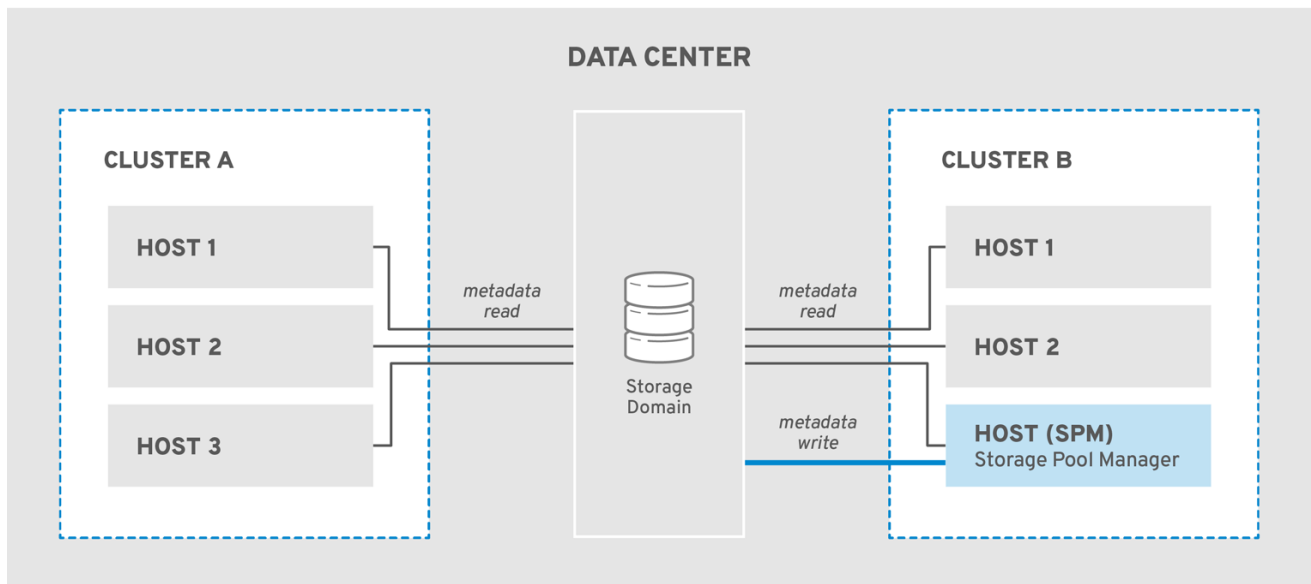 DATA CENTER
CLUSTER A
HOST 1
HOST 2
HOST 3
metadata
read
Storage
Domain
metadata
read
metadata
write
CLUSTER B
HOST 1
HOST 2
HOST (SPM)
Storage Pool Manager